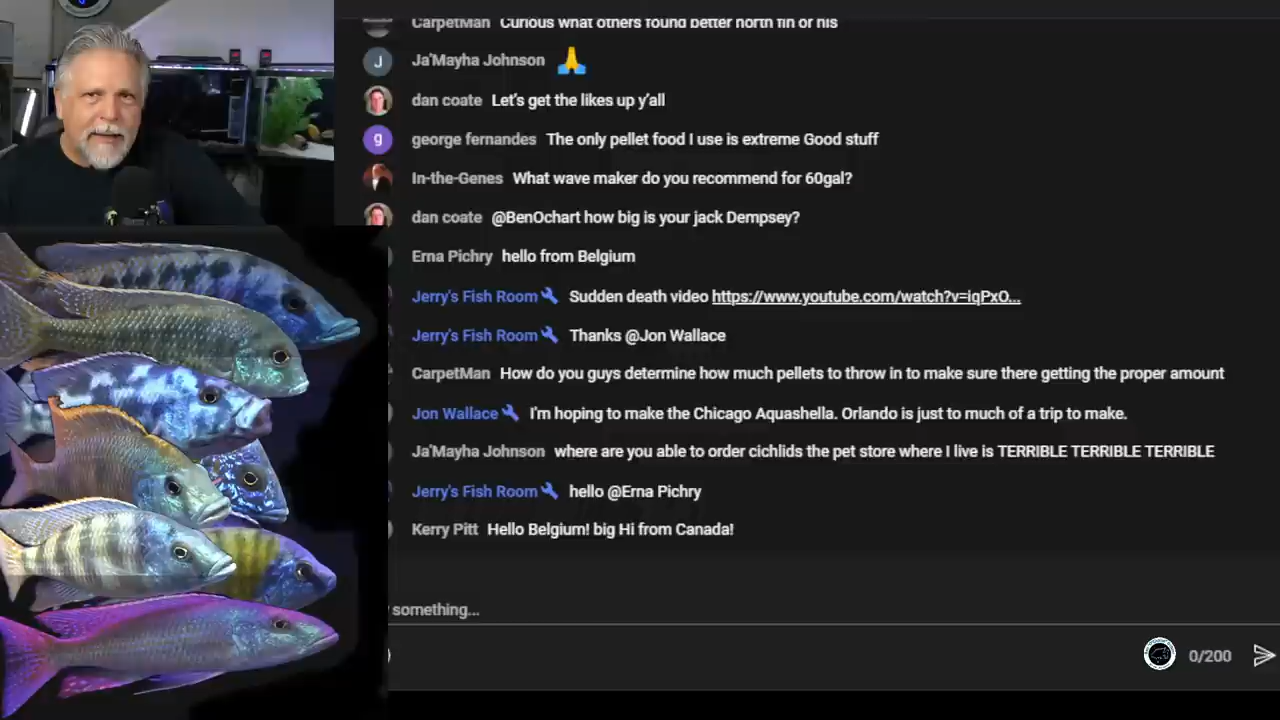 CarpetMan Curious what others found better north fin or nls
J Ja'Mayha Johnson 🙏
dan coate Let's get the likes up y'all
g george fernandes The only pellet food I use is extreme Good stuff
In-the-Genes What wave maker do you recommend for 60gal?
dan coate @BenOchart how big is your jack Dempsey?
Erna Pichry hello from Belgium
Jerry's Fish Room Sudden death video https://www.youtube.com/watch?v=iqPxO...
Jerry's Fish Room Thanks @Jon Wallace
CarpetMan How do you guys determine how much pellets to throw in to make sure there getting the proper amount
Jon Wallace I'm hoping to make the Chicago Aquashella. Orlando is just to much of a trip to make.
Ja'Mayha Johnson where are you able to order cichlids the pet store where I live is TERRIBLE TERRIBLE TERRIBLE
Jerry's Fish Room hello @Erna Pichry
Kerry Pitt Hello Belgium! big Hi from Canada!
something...
0/200